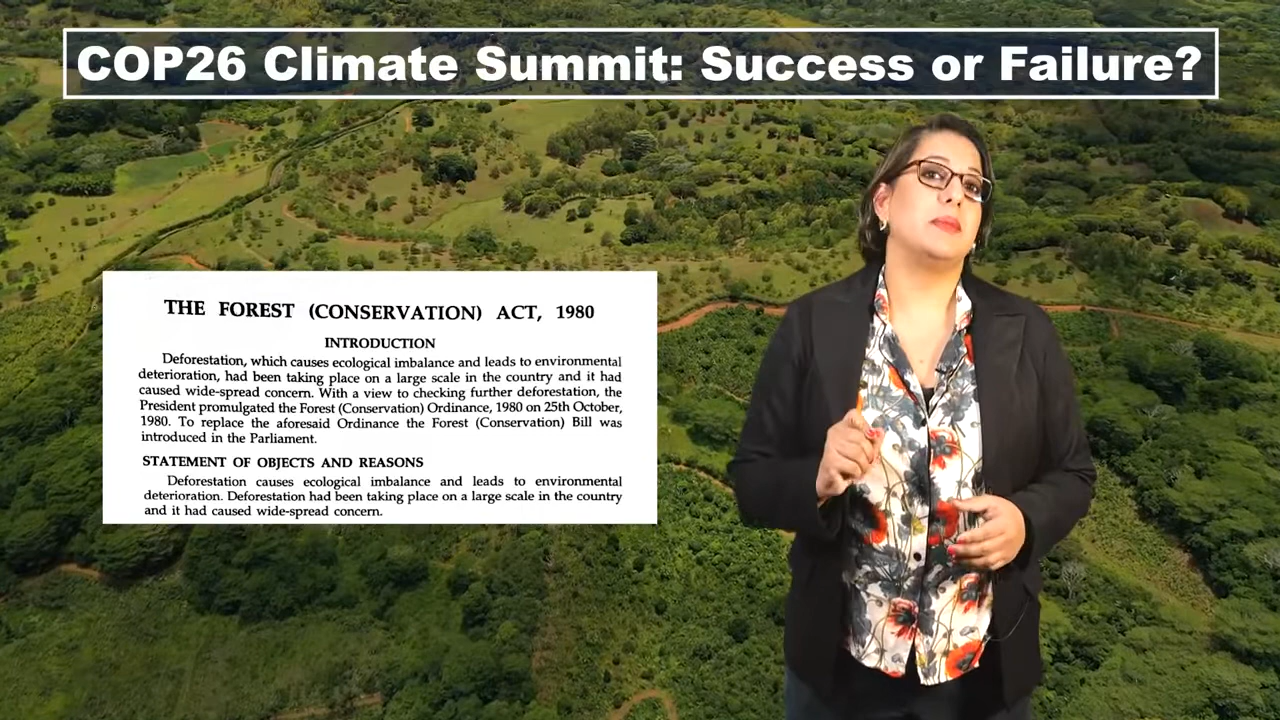 COP26 Climate Summit: Success or Failure?
THE FOREST (CONSERVATION) ACT, 1980
INTRODUCTION
Deforestation, which causes ecological imbalance and leads to environmental
deterioration, had been taking place on a large scale in the country and it had
caused wide-spread concern. With a view to checking further deforestation, the
President promulgated the Forest (Conservation) Ordinance, 1980 on 25th October,
1980. To replace the aforesaid Ordinance the Forest (Conservation) Bill was
introduced in the Parliament.
STATEMENT OF OBJECTS AND REASONS
Deforestation causes ecological imbalance and leads to environmental
deterioration. Deforestation had been taking place on a large scale in the country
and it had caused wide-spread concern.